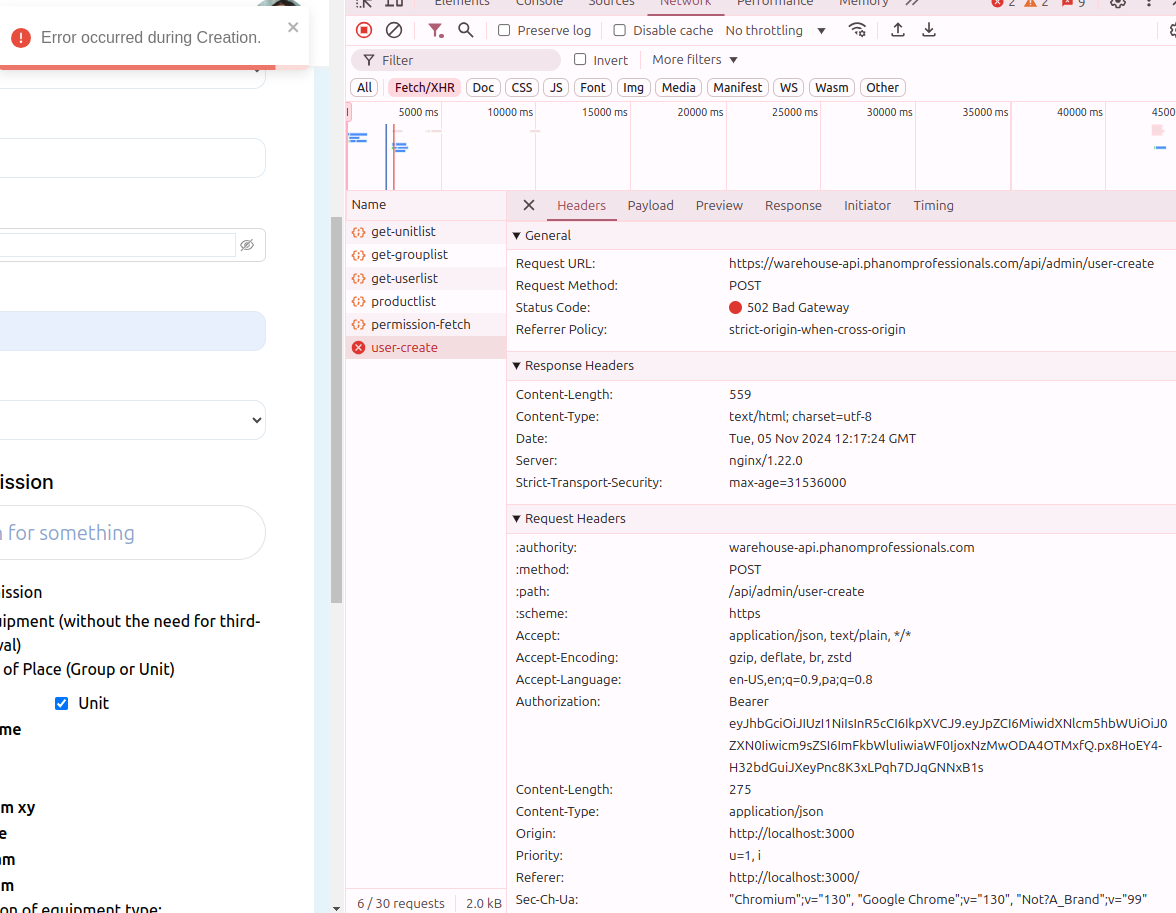 Elements Console Sources Network Performance Memory 2 2 9
Error occurred during Creation.
Preserve log Disable cache No throttling
Filter Invert More filters
All Fetch/XHR Doc CSS JS Font Img Media Manifest WS Wasm Other
5000 ms 10000 ms 15000 ms 20000 ms 25000 ms 30000 ms 35000 ms 40000 ms 4500
Name
get-unitlist
get-grouplist
get-userlist
productlist
permission-fetch
user-create
6 / 30 requests 2.0 kB
Headers Payload Preview Response Initiator Timing
General
Request URL: https://warehouse-api.phanomprofessionals.com/api/admin/user-create
Request Method: POST
Status Code: 502 Bad Gateway
Referrer Policy: strict-origin-when-cross-origin
Response Headers
Content-Length: 559
Content-Type: text/html; charset=utf-8
Date: Tue, 05 Nov 2024 12:17:24 GMT
Server: nginx/1.22.0
Strict-Transport-Security: max-age=31536000
Request Headers
:authority: warehouse-api.phanomprofessionals.com
:method: POST
:path: /api/admin/user-create
:scheme: https
Accept: application/json, text/plain, */*
Accept-Encoding: gzip, deflate, br, zstd
Accept-Language: en-US,en;q=0.9,pa;q=0.8
Authorization: Bearer
eyJhbGciOiJIUzI1NiIsInR5cCI6IkpXVCJ9.eyJpZCI6MiwidXNlcm5hbWUiOiJ0
ZXN0Iiwicm9sZSI6ImFkbWluIiwiaWF0IjoxNzMwODA4OTMxfQ.px8HoEY4-
H32bdGuiJXeyPnc8K3xLPqh7DJqGNNxB1s
Content-Length: 275
Content-Type: application/json
Origin: http://localhost:3000
Priority: u=1, i
Referer: http://localhost:3000/
Sec-Ch-Ua: "Chromium";v="130", "Google Chrome";v="130", "Not?A_Brand";v="99"
ission
n for something
ission
uipment (without the need for third-
val)
of Place (Group or Unit)
Unit
me
m xy
e
am
m
on of equipment type: